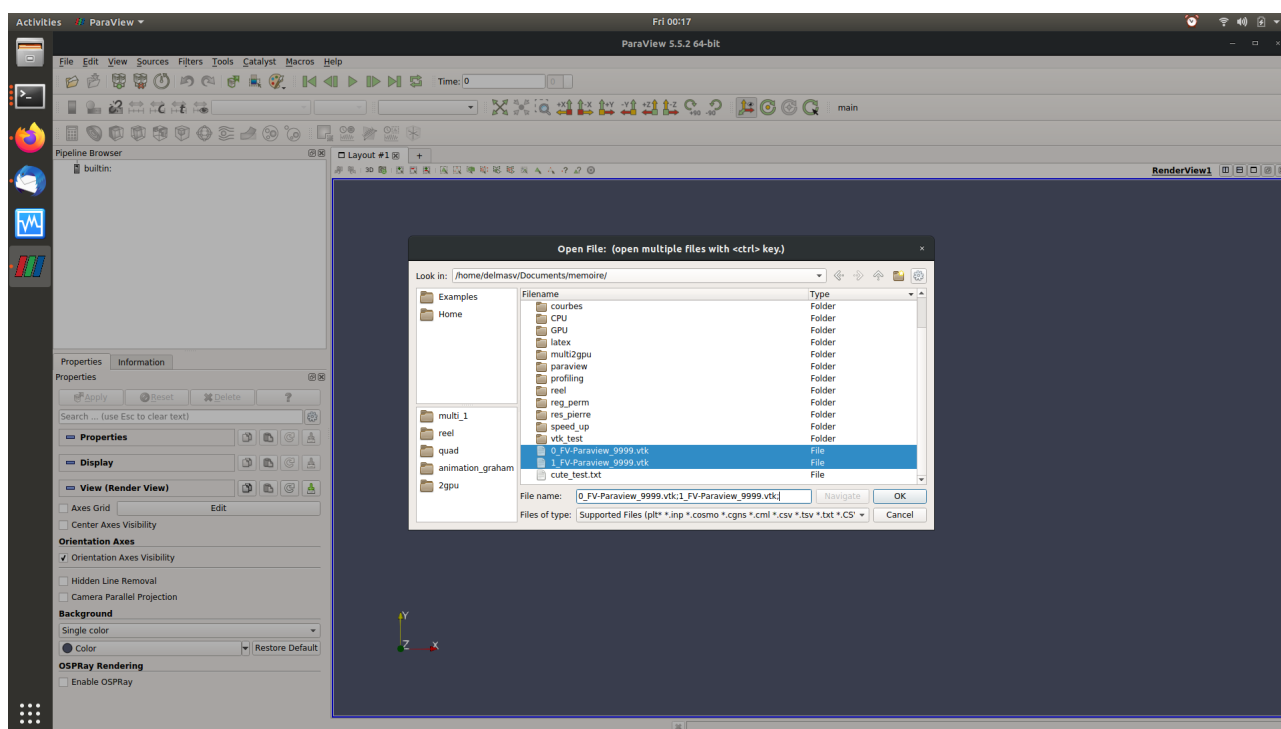 Activities ParaView Fri 00:17
ParaView 5.5.2 64-bit
File Edit View Sources Filters Tools Catalyst Macros Help
Time: 0 0
+X -X +Y -Y +Z -Z +90 -90 main
Pipeline Browser
Layout #1 +
builtin:
3D
RenderView1
Open File: (open multiple files with <ctrl> key.)
Look in: /home/delmasv/Documents/memoire/
Examples
Home
Filename Type
courbes Folder
CPU Folder
GPU Folder
latex Folder
multi2gpu Folder
paraview Folder
profiling Folder
reel Folder
reg_perm Folder
res_pierre Folder
speed_up Folder
vtk_test Folder
0_FV-Paraview_9999.vtk File
1_FV-Paraview_9999.vtk File
cute_test.txt File
multi_1
reel
quad
animation_graham
2gpu
File name: 0_FV-Paraview_9999.vtk;1_FV-Paraview_9999.vtk; Navigate OK
Files of type: Supported Files (plt* *.inp *.cosmo *.cgns *.cml *.csv *.tsv *.txt *.CS Cancel
Properties Information
Properties
Apply Reset Delete ?
Search ... (use Esc to clear text)
Properties
Display
View (Render View)
Axes Grid Edit
Center Axes Visibility
Orientation Axes
Orientation Axes Visibility
Hidden Line Removal
Camera Parallel Projection
Background
Single color
Color Restore Default
OSPRay Rendering
Enable OSPRay
Y
Z X